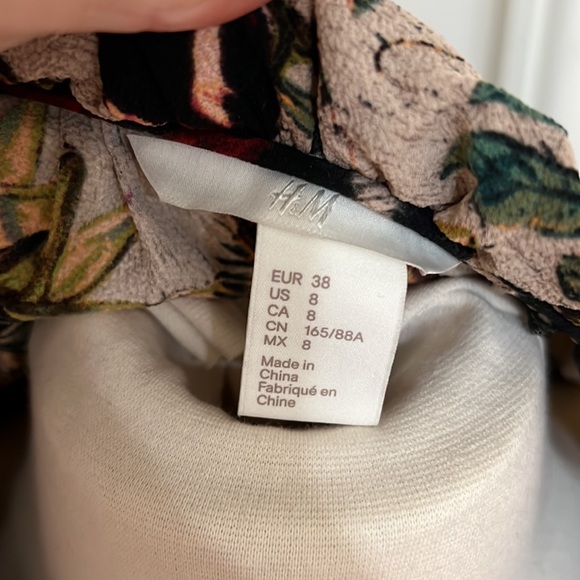 H&M
EUR 38
US 8
CA 8
CN 165/88A
MX 8
Made in
China
Fabriqué en
Chine